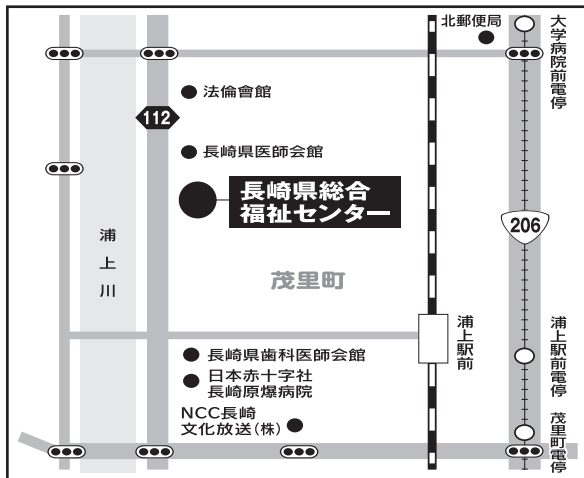 北郵便局
大学病院前電停
法倫會館
112
長崎県医師会館
長崎県総合
福祉センター
206
浦上川
茂里町
浦上駅前
浦上駅前電停
長崎県歯科医師会館
日本赤十字社
長崎原爆病院
NCC長崎
文化放送(株)
茂里町電停